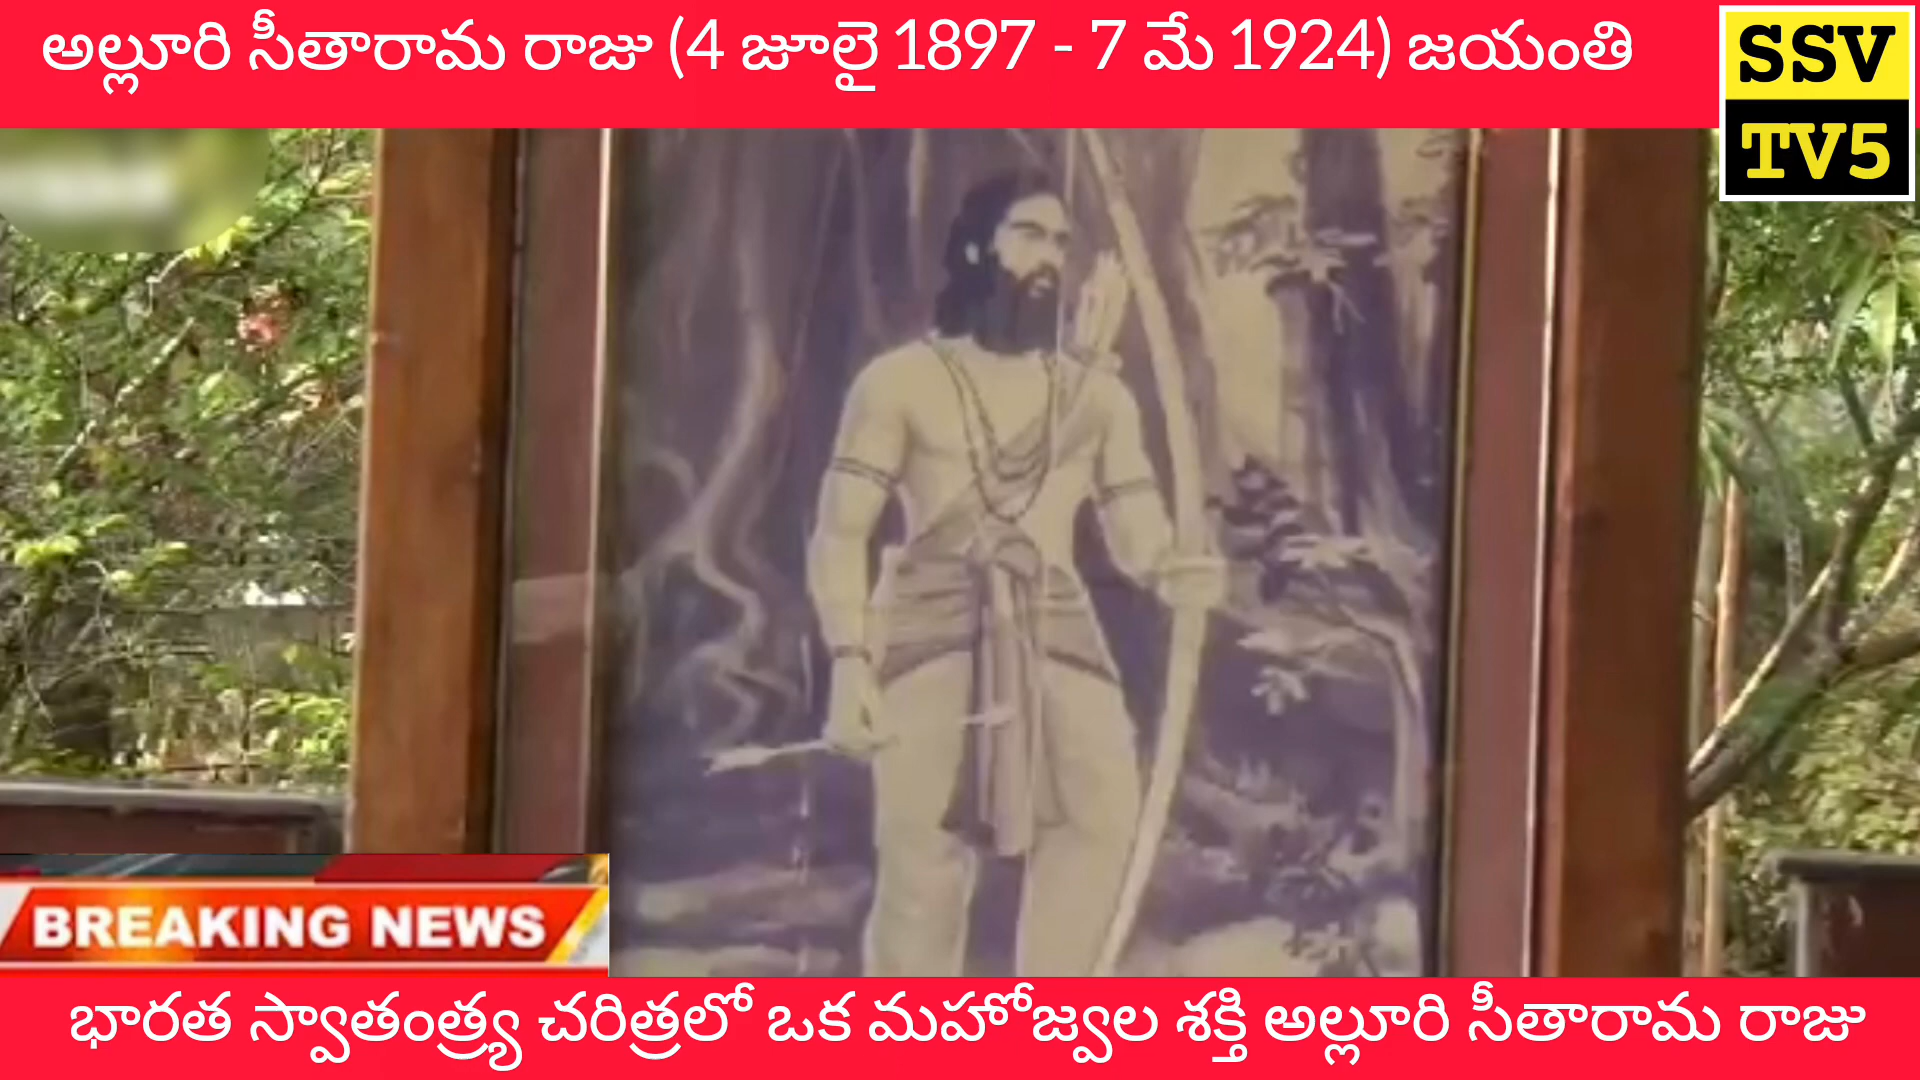 అల్లూరి సీతారామ రాజు (4 జూలై 1897 - 7 మే 1924) జయంతి
SSV
TV5
BREAKING NEWS
భారత స్వాతంత్ర్య చరిత్రలో ఒక మహోజ్వల శక్తి అల్లూరి సీతారామ రాజు